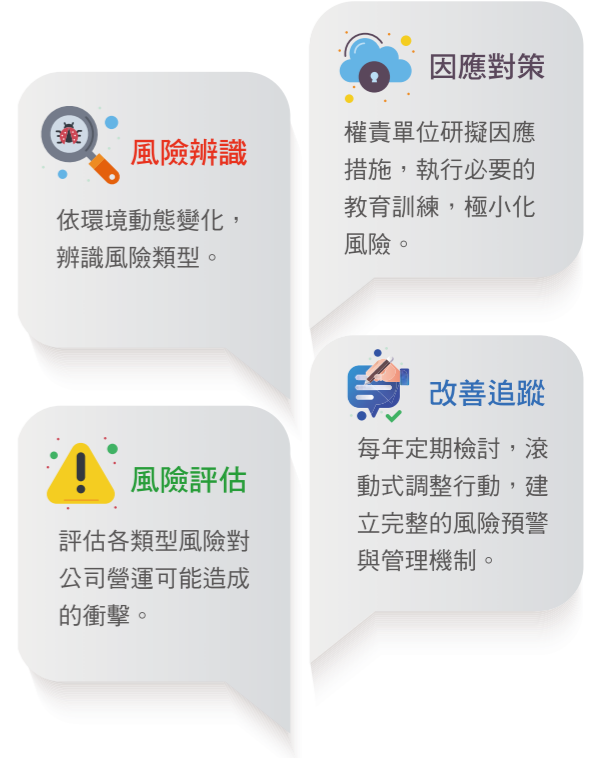 風險辨識
依環境動態變化，
辨識風險類型。
風險評估
評估各類型風險對
公司營運可能造成
的衝擊。
因應對策
權責單位研擬因應
措施，執行必要的
教育訓練，極小化
風險。
改善追蹤
每年定期檢討，滾
動式調整行動，建
立完整的風險預警
與管理機制。